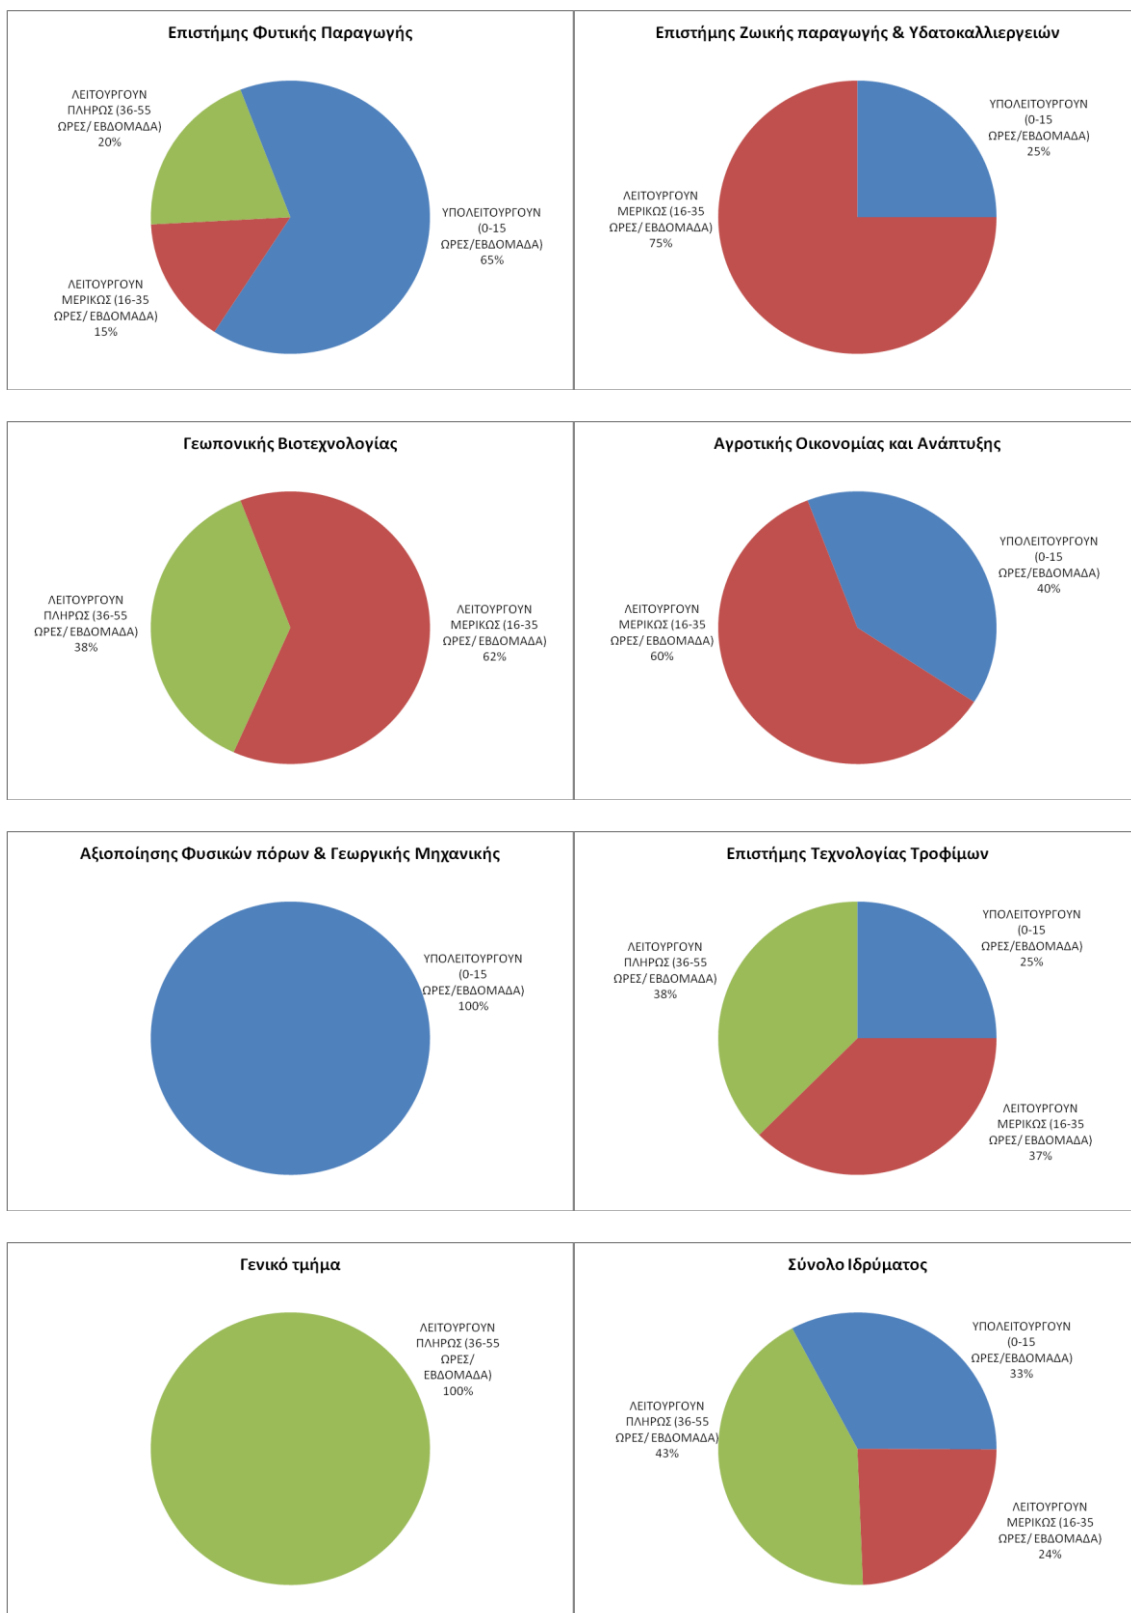 Επιστήμης Φυτικής Παραγωγής
ΛΕΙΤΟΥΡΓΟΥΝ
ΠΛΗΡΩΣ (36-55
ΩΡΕΣ/ ΕΒΔΟΜΑΔΑ)
20%
ΥΠΟΛΕΙΤΟΥΡΓΟΥΝ
(0-15
ΩΡΕΣ/ΕΒΔΟΜΑΔΑ)
65%
ΛΕΙΤΟΥΡΓΟΥΝ
ΜΕΡΙΚΩΣ (16-35
ΩΡΕΣ/ ΕΒΔΟΜΑΔΑ)
15%
Επιστήμης Ζωικής παραγωγής & Υδατοκαλλιεργειών
ΥΠΟΛΕΙΤΟΥΡΓΟΥΝ
(0-15
ΩΡΕΣ/ΕΒΔΟΜΑΔΑ)
25%
ΛΕΙΤΟΥΡΓΟΥΝ
ΜΕΡΙΚΩΣ (16-35
ΩΡΕΣ/ ΕΒΔΟΜΑΔΑ)
75%
Γεωπονικής Βιοτεχνολογίας
ΛΕΙΤΟΥΡΓΟΥΝ
ΠΛΗΡΩΣ (36-55
ΩΡΕΣ/ ΕΒΔΟΜΑΔΑ)
38%
ΛΕΙΤΟΥΡΓΟΥΝ
ΜΕΡΙΚΩΣ (16-35
ΩΡΕΣ/ ΕΒΔΟΜΑΔΑ)
62%
Αγροτικής Οικονομίας και Ανάπτυξης
ΥΠΟΛΕΙΤΟΥΡΓΟΥΝ
(0-15
ΩΡΕΣ/ΕΒΔΟΜΑΔΑ)
40%
ΛΕΙΤΟΥΡΓΟΥΝ
ΜΕΡΙΚΩΣ (16-35
ΩΡΕΣ/ ΕΒΔΟΜΑΔΑ)
60%
Αξιοποίησης Φυσικών πόρων & Γεωργικής Μηχανικής
ΥΠΟΛΕΙΤΟΥΡΓΟΥΝ
(0-15
ΩΡΕΣ/ΕΒΔΟΜΑΔΑ)
100%
Επιστήμης Τεχνολογίας Τροφίμων
ΥΠΟΛΕΙΤΟΥΡΓΟΥΝ
(0-15
ΩΡΕΣ/ΕΒΔΟΜΑΔΑ)
25%
ΛΕΙΤΟΥΡΓΟΥΝ
ΠΛΗΡΩΣ (36-55
ΩΡΕΣ/ ΕΒΔΟΜΑΔΑ)
38%
ΛΕΙΤΟΥΡΓΟΥΝ
ΜΕΡΙΚΩΣ (16-35
ΩΡΕΣ/ ΕΒΔΟΜΑΔΑ)
37%
Γενικό τμήμα
ΛΕΙΤΟΥΡΓΟΥΝ
ΠΛΗΡΩΣ (36-55
ΩΡΕΣ/
ΕΒΔΟΜΑΔΑ)
100%
Σύνολο Ιδρύματος
ΥΠΟΛΕΙΤΟΥΡΓΟΥΝ
(0-15
ΩΡΕΣ/ΕΒΔΟΜΑΔΑ)
33%
ΛΕΙΤΟΥΡΓΟΥΝ
ΠΛΗΡΩΣ (36-55
ΩΡΕΣ/ ΕΒΔΟΜΑΔΑ)
43%
ΛΕΙΤΟΥΡΓΟΥΝ
ΜΕΡΙΚΩΣ (16-35
ΩΡΕΣ/ ΕΒΔΟΜΑΔΑ)
24%